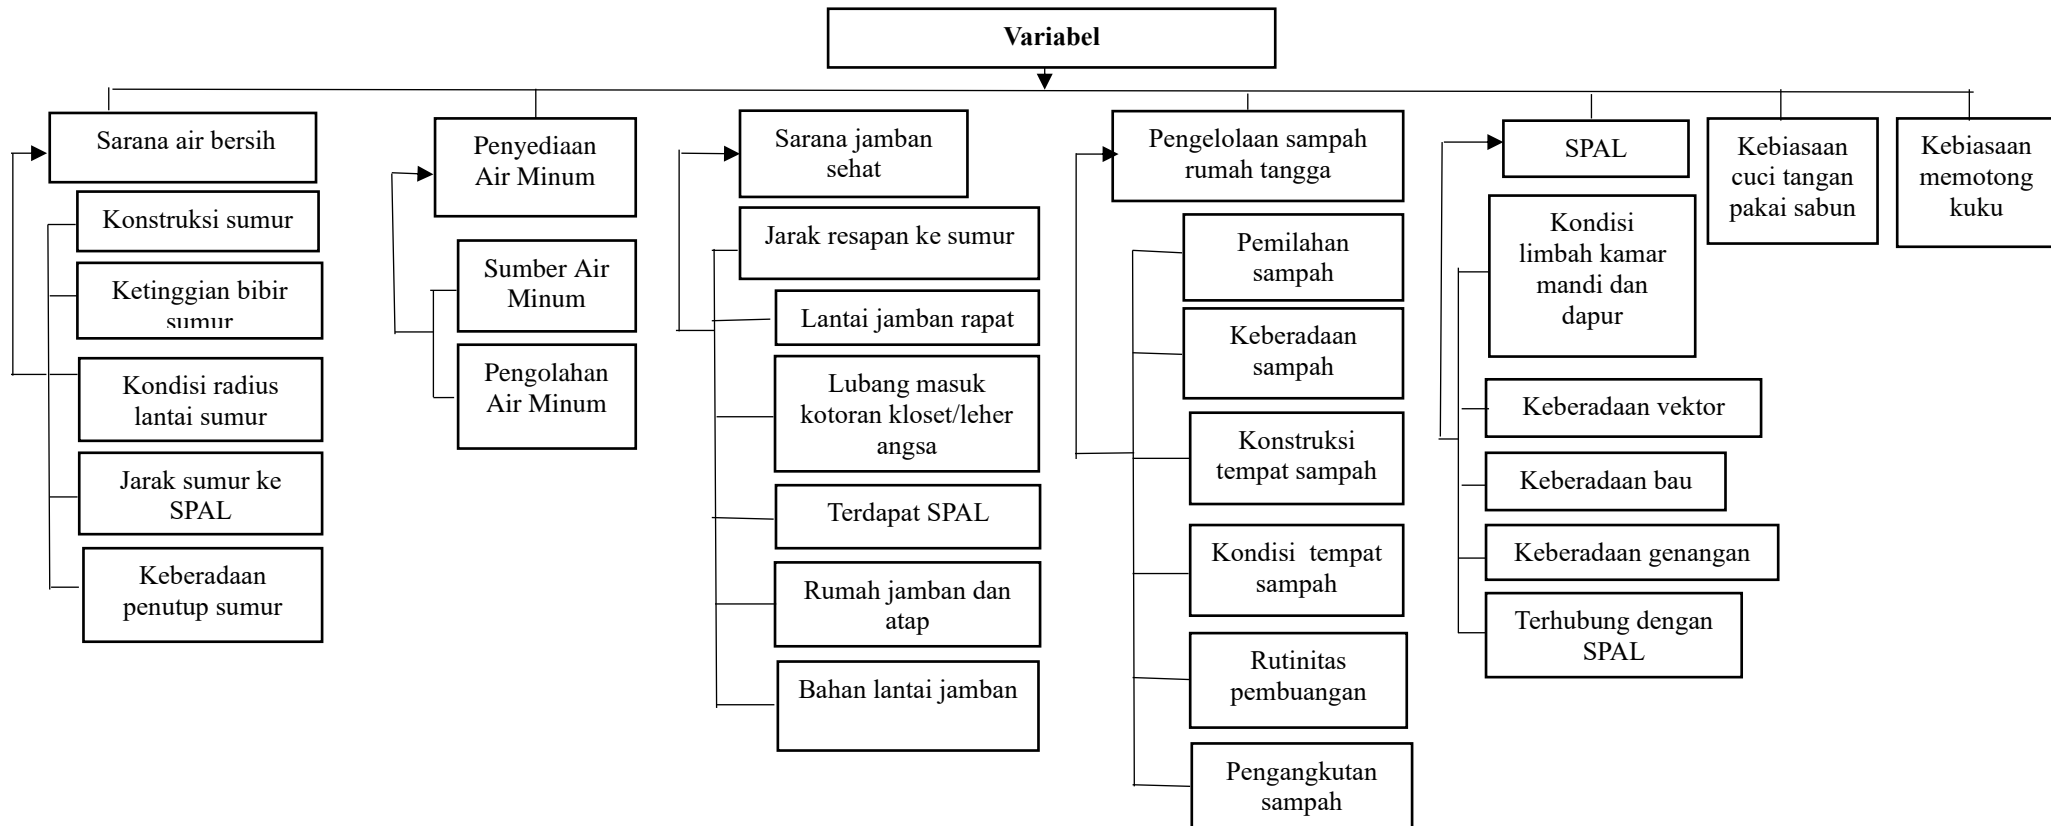 Variabel
Sarana air bersih
Konstruksi sumur
Ketinggian bibir
sumur
Kondisi radius
lantai sumur
Jarak sumur ke
SPAL
Keberadaan
penutup sumur
Penyediaan
Air Minum
Sumber Air
Minum
Pengolahan
Air Minum
Sarana jamban
sehat
Jarak resapan ke sumur
Lantai jamban rapat
Lubang masuk
kotoran kloset/leher
angsa
Terdapat SPAL
Rumah jamban dan
atap
Bahan lantai jamban
Pengelolaan sampah
rumah tangga
Pemilahan
sampah
Keberadaan
sampah
Konstruksi
tempat sampah
Kondisi tempat
sampah
Rutinitas
pembuangan
Pengangkutan
sampah
SPAL
Kondisi
limbah kamar
mandi dan
dapur
Keberadaan vektor
Keberadaan bau
Keberadaan genangan
Terhubung dengan
SPAL
Kebiasaan
cuci tangan
pakai sabun
Kebiasaan
memotong
kuku